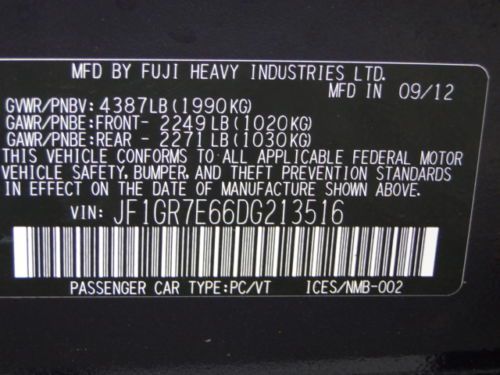 MFD BY FUJI HEAVY INDUSTRIES LTD.
MFD IN 09/12
GVWR/PNBV: 4387LB(1990KG)
GAWR/PNBE:FRONT- 2249LB(1020KG)
GAWR/PNBE:REAR - 2271LB(1030KG)
THIS VEHICLE CONFORMS TO ALL APPLICABLE FEDERAL MOTOR
VEHICLE SAFETY, BUMPER, AND THEFT PREVENTION STANDARDS
IN EFFECT ON THE DATE OF MANUFACTURE SHOWN ABOVE.
VIN: JF1GR7E66DG213516
PASSENGER CAR TYPE:PC/VT ICES/NMB-002